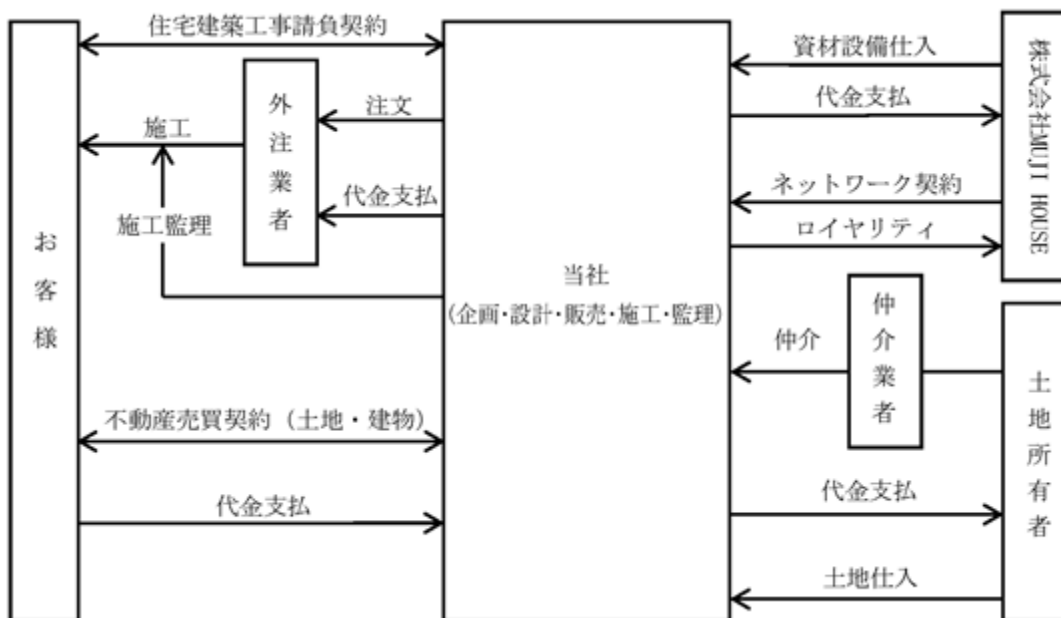 住宅建築工事請負契約
お客様
施工
施工監理
外注業者
注文
代金支払
不動産売買契約（土地・建物）
代金支払
当社
(企画・設計・販売・施工・監理)
資材設備仕入
代金支払
ネットワーク契約
ロイヤリティ
株式会社MUJI HOUSE
仲介
仲介業者
代金支払
土地仕入
土地所有者